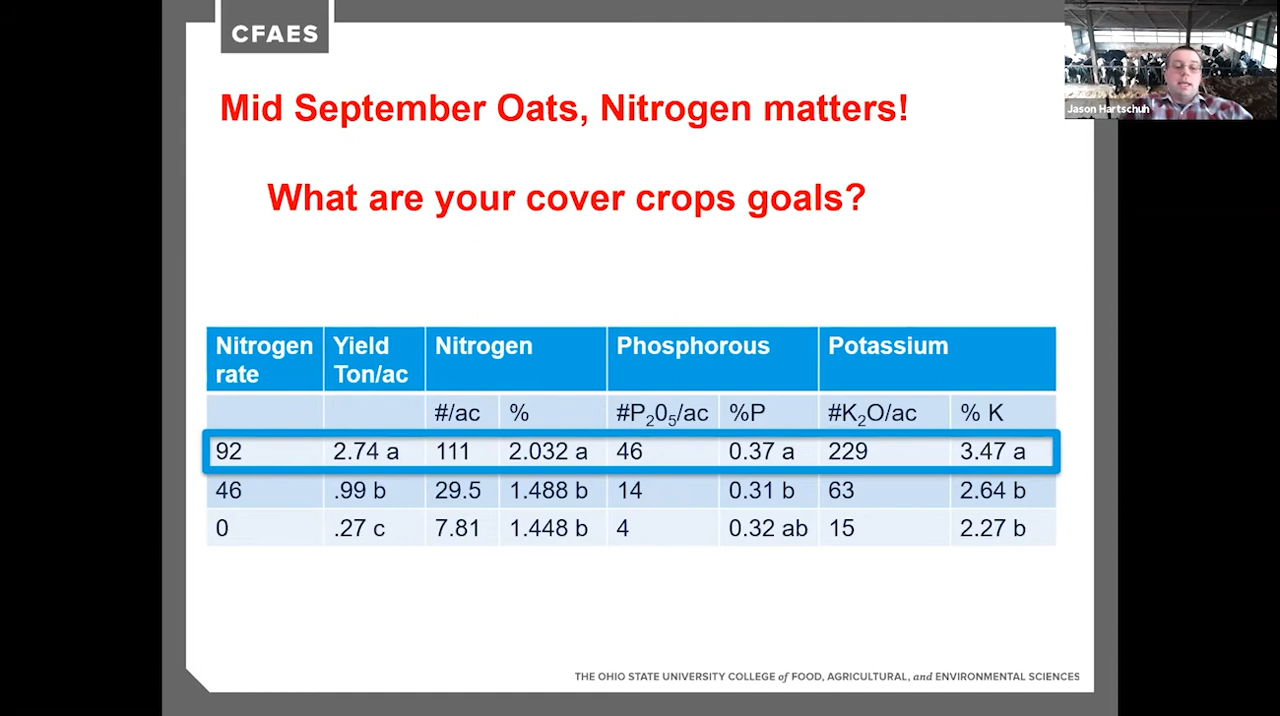 CFAES
Jason Hartschuh
Mid September Oats, Nitrogen matters!
What are your cover crops goals?
Nitrogen rate Yield Ton/ac Nitrogen Phosphorous Potassium
#/ac % #P₂0₅/ac %P #K₂O/ac % K
92 2.74 a 111 2.032 a 46 0.37 a 229 3.47 a
46 .99 b 29.5 1.488 b 14 0.31 b 63 2.64 b
0 .27 c 7.81 1.448 b 4 0.32 ab 15 2.27 b
THE OHIO STATE UNIVERSITY COLLEGE of FOOD, AGRICULTURAL, and ENVIRONMENTAL SCIENCES